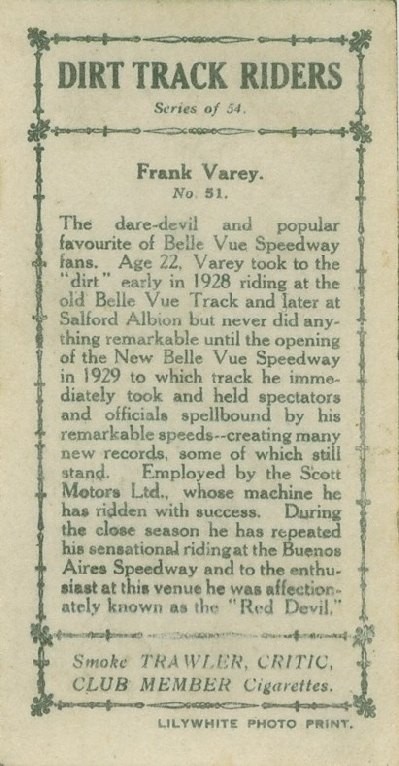 DIRT TRACK RIDERS
Series of 54.
Frank Varey.
No. 51.
The dare-devil and popular
favourite of Belle Vue Speedway
fans. Age 22, Varey took to the
"dirt" early in 1928 riding at the
old Belle Vue Track and later at
Salford Albion but never did any-
thing remarkable until the opening
of the New Belle Vue Speedway
in 1929 to which track he imme-
diately took and held spectators
and officials spellbound by his
remarkable speeds--creating many
new records, some of which still
stand. Employed by the Scott
Motors Ltd., whose machine he
has ridden with success. During
the close season he has repeated
his sensational riding at the Buenos
Aires Speedway and to the enthu-
siast at this venue he was affection-
ately known as the "Red Devil."
Smoke TRAWLER, CRITIC,
CLUB MEMBER Cigarettes.
LILYWHITE PHOTO PRINT.